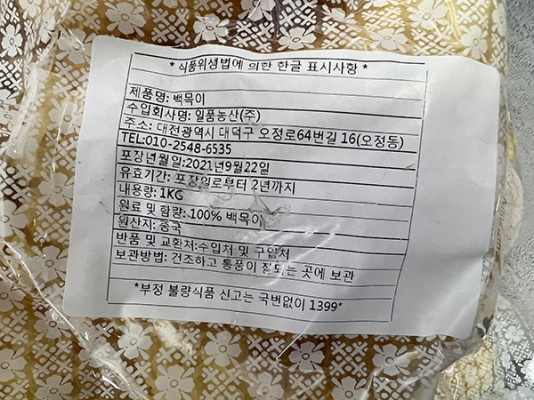 * 식품위생법에 의한 한글 표시사항 *
제품명: 백목이
수입회사명: 일품농산(주)
주소: 대전광역시 대덕구 오정로64번길 16(오정동)
TEL:010-2548-6535
포장년월일:2021년9월22일
유효기간: 포장일로부터 2년까지
내용량: 1KG
원료 및 함량: 100% 백목이
원산지: 중국
반품 및 교환처:수입처 및 구입처
보관방법: 건조하고 통풍이 잘되는 곳에 보관
*부정 불량식품 신고는 국번없이 1399*